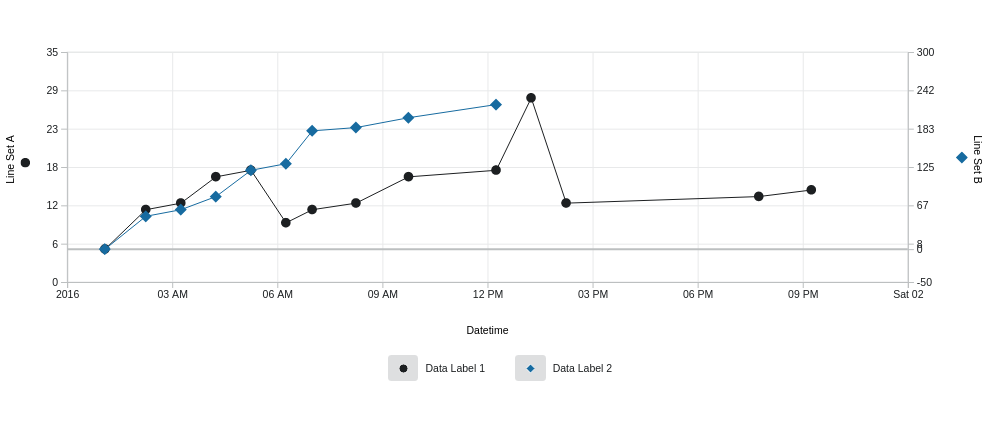 35
29
23
18
12
6
0
Line Set A
300
242
183
125
67
8
0
-50
Line Set B
2016
03 AM
06 AM
09 AM
12 PM
03 PM
06 PM
09 PM
Sat 02
Datetime
Data Label 1
Data Label 2